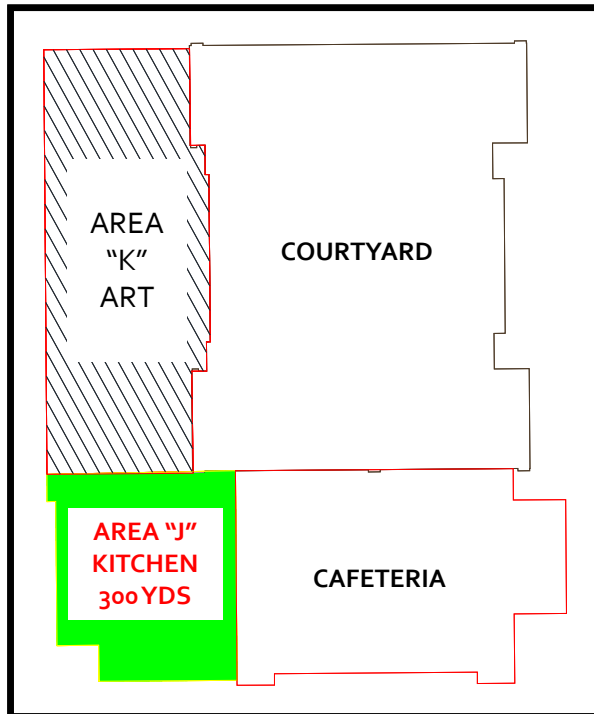 AREA
“K”
ART
COURTYARD
AREA “J”
KITCHEN
300 YDS
CAFETERIA